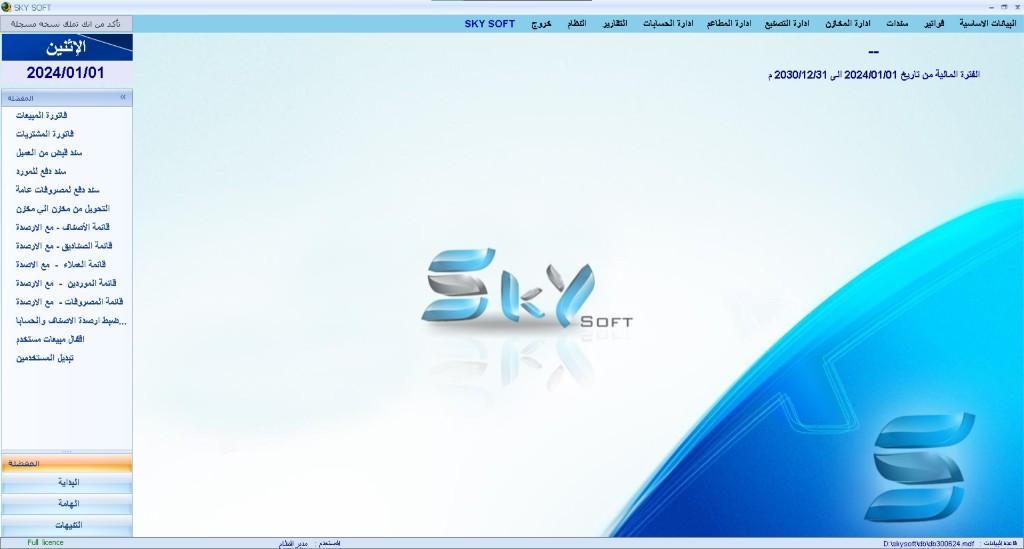 SKY SOFT
البيانات الاساسية فواتير سندات ادارة المخازن ادارة التصنيع ادارة المطاعم ادارة الحسابات التقارير النظام خروج SKY SOFT
تأكد من انك تملك نسخه مسجلة
الإثنين
2024/01/01
--
الفترة المالية من تاريخ 2024/01/01 الى 2030/12/31 م
المفضلة
فاتورة المبيعات
فاتورة المشتريات
سند قبض من العميل
سند دفع للمورد
سند دفع لمصروفات عامة
التحويل من مخزن الي مخزن
قائمة الأصناف - مع الارصدة
قائمة الصناديق - مع الارصدة
قائمة العملاء - مع الاصدة
قائمة الموردين - مع الارصدة
قائمة المصروفات - مع الارصدة
ضبط ارصدة الاصناف والحسابا...
اقفال مبيعات مستخدم
تبديل المستخدمين
SKY
SOFT
المفضلة
البداية
الهامة
التنبيهات
S
قاعدة البيانات : D:\skysoft\db\db300624.mdf
المستخدم : مدير النظام
Full licence